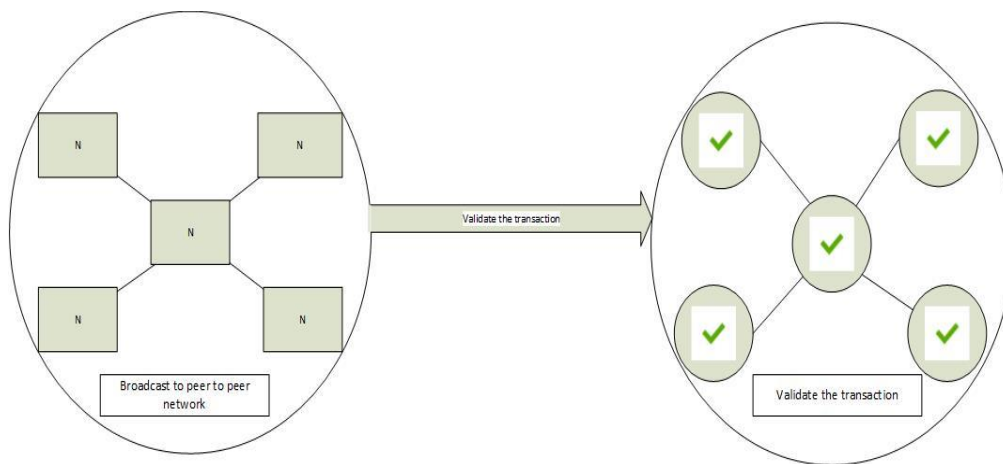 N
N
N
Validate the transaction
N
N
Broadcast to peer to peer
network
Validate the transaction